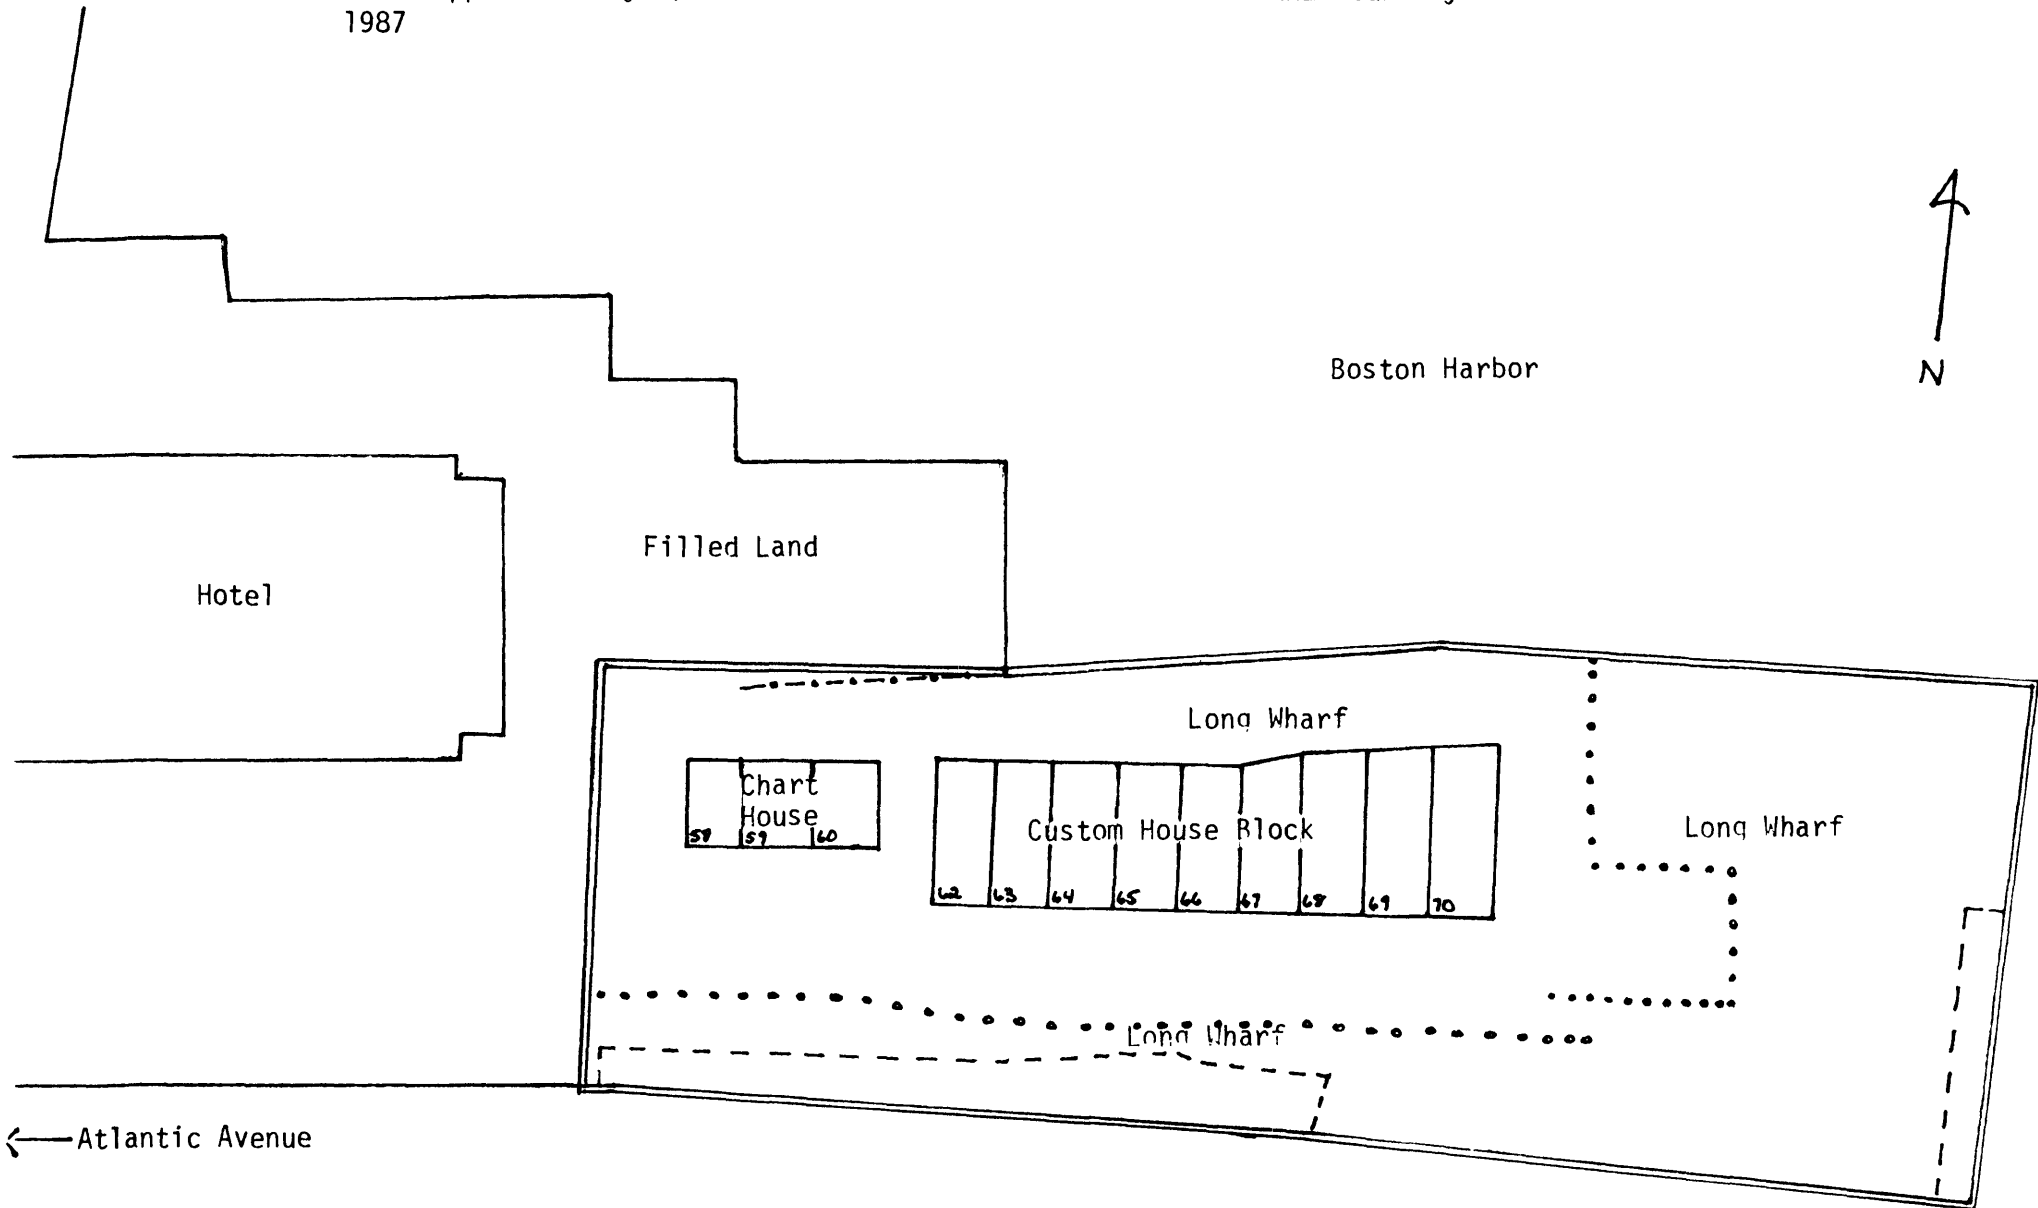 1987
N
Boston Harbor
Filled Land
Hotel
Long Wharf
Chart
House
58 59 60
Custom House Block
62 63 64 65 66 67 68 69 70
Long Wharf
Long Wharf
Atlantic Avenue